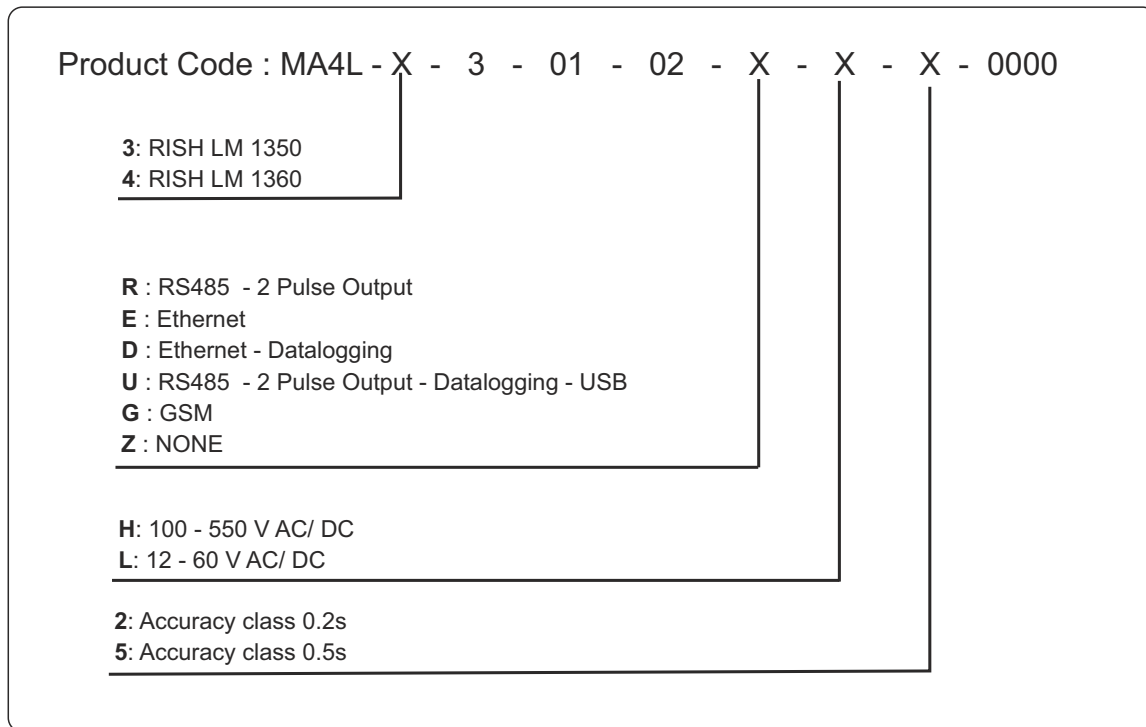 Product Code : MA4L - X - 3 - 01 - 02 - X - X - X - 0000
3: RISH LM 1350
4: RISH LM 1360
R : RS485 - 2 Pulse Output
E : Ethernet
D : Ethernet - Datalogging
U : RS485 - 2 Pulse Output - Datalogging - USB
G : GSM
Z : NONE
H: 100 - 550 V AC/ DC
L: 12 - 60 V AC/ DC
2: Accuracy class 0.2s
5: Accuracy class 0.5s